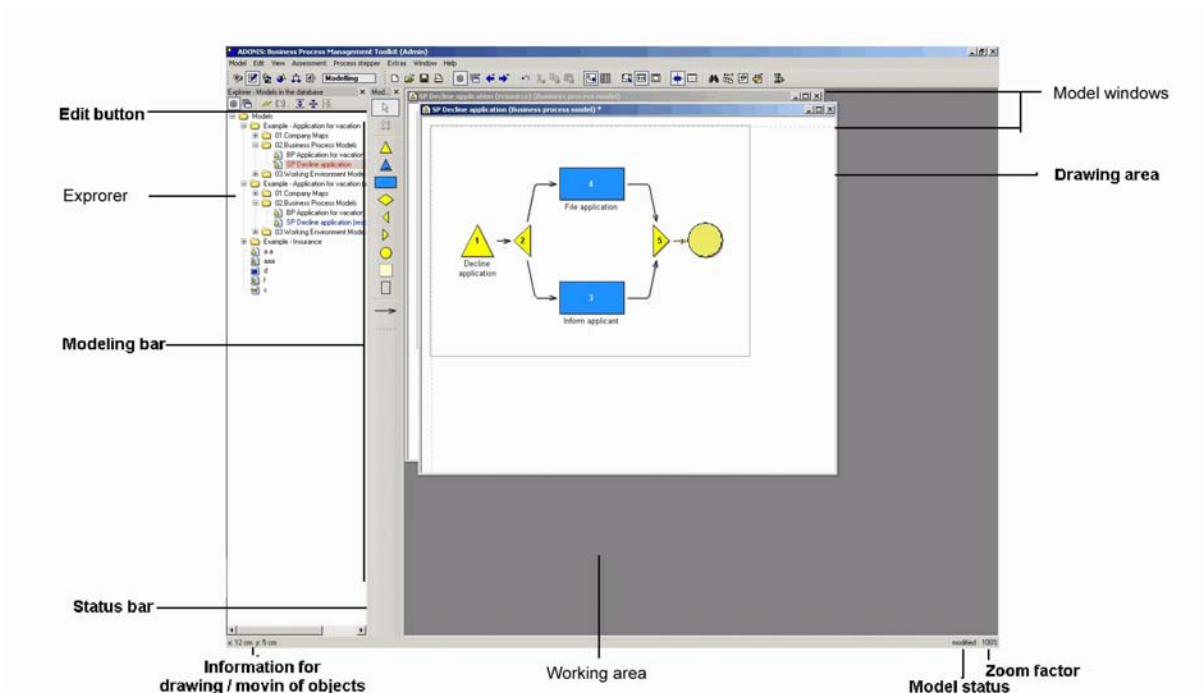 ADONIS: Business Process Management Toolkit (Admin)
Model Edit View Assessment Process stepper Extras Window Help
Modelling
Explorer - Models in the database
Mod...
Models
Example - Application for vacation
01.Company Maps
02.Business Process Models
BP Application for vacation
SP Decline application
03.Working Environment Mode
Example - Application for vacation
01.Company Maps
02.Business Process Models
BP Application for vacation
SP Decline application
03.Working Environment Mode
Example - Insurance
a a
aaa
d
f
SP Decline application (resource) (Business process model)
SP Decline application (Business process model) *
4
File application
1
Decline
application
2
5
3
Inform applicant
x: 12 cm, y: 5 cm
modified 100%
Edit button
Exprorer
Modeling bar
Status bar
Information for
drawing / movin of objects
Working area
Model windows
Drawing area
Zoom factor
Model status